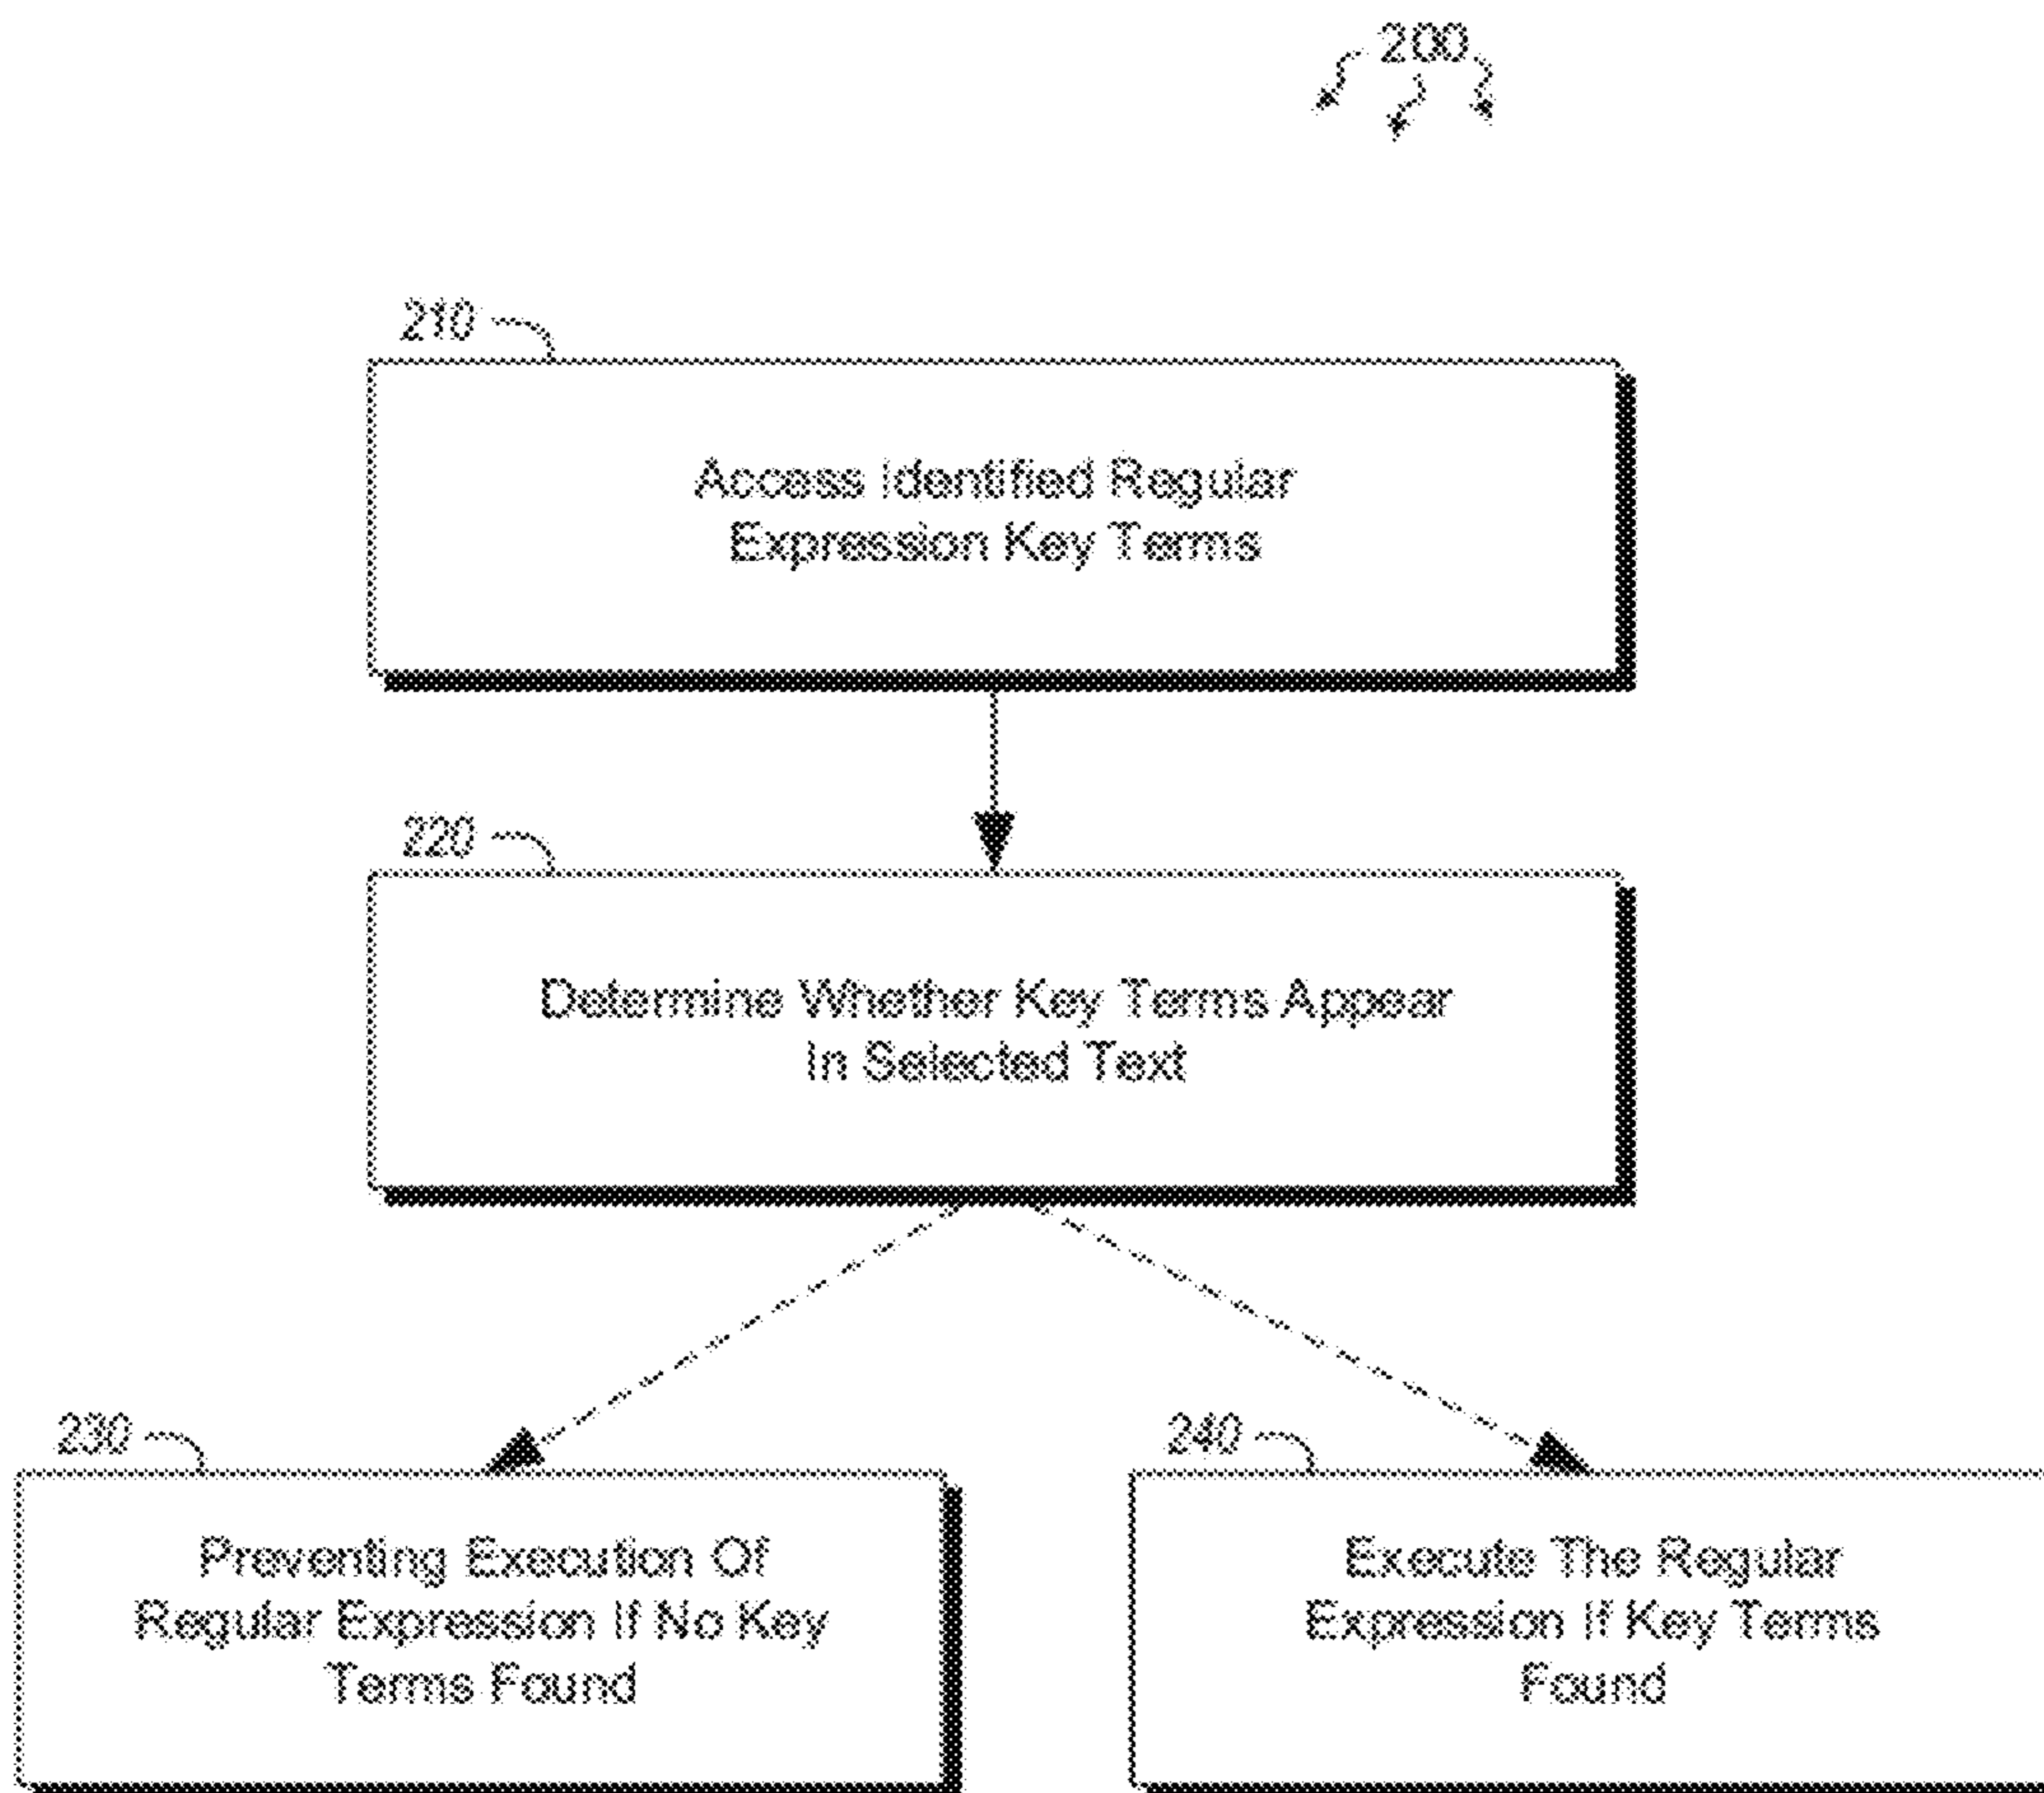 200
210
Access Identified Regular
Expression Key Terms
220
Determine Whether Key Terms Appear
In Selected Text
230
Preventing Execution Of
Regular Expression If No Key
Terms Found
240
Execute The Regular
Expression If Key Terms
Found